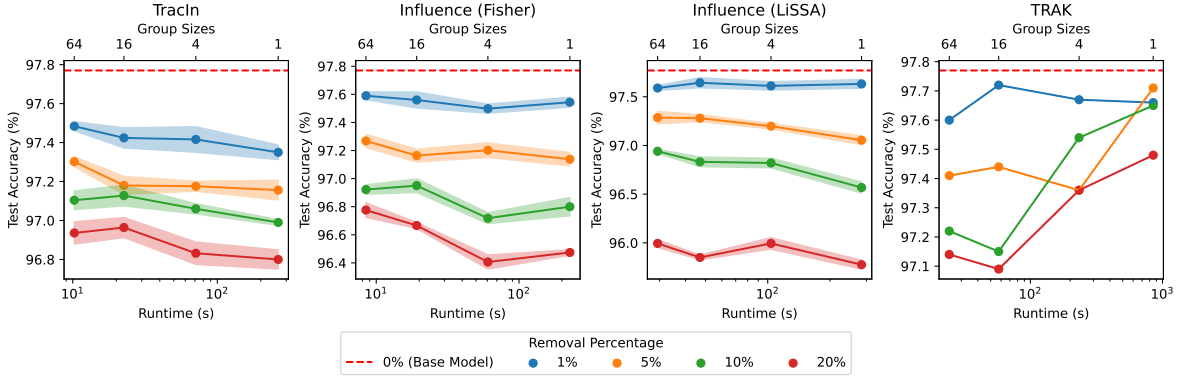 TracIn
Group Sizes
64 16 4 1
97.8
97.6
97.4
97.2
97.0
96.8
Test Accuracy (%)
10^1 10^2
Runtime (s)
Influence (Fisher)
Group Sizes
64 16 4 1
97.8
97.6
97.4
97.2
97.0
96.8
96.6
96.4
Test Accuracy (%)
10^1 10^2
Runtime (s)
Influence (LiSSA)
Group Sizes
64 16 4 1
97.5
97.0
96.5
96.0
Test Accuracy (%)
10^2
Runtime (s)
TRAK
Group Sizes
64 16 4 1
97.8
97.7
97.6
97.5
97.4
97.3
97.2
97.1
Test Accuracy (%)
10^2 10^3
Runtime (s)
Removal Percentage
0% (Base Model) 1% 5% 10% 20%